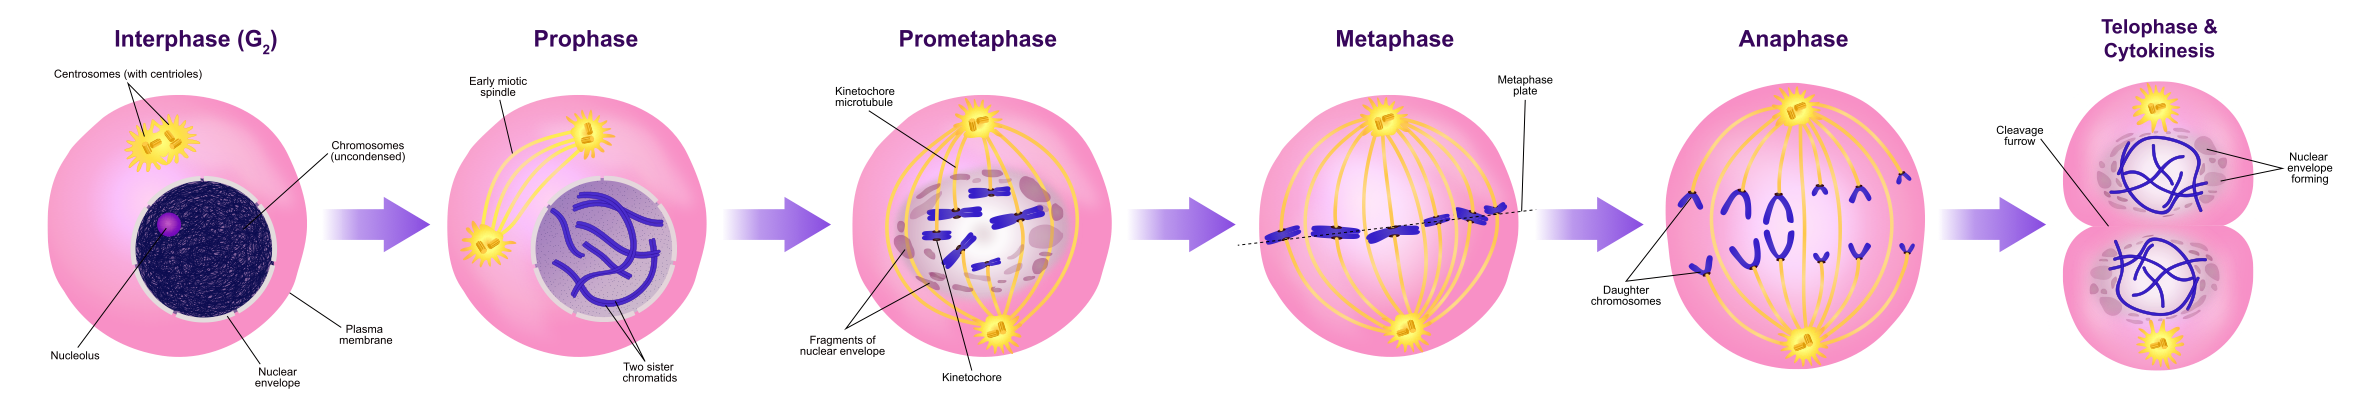 Interphase (G2)
Centrosomes (with centrioles)
Chromosomes
(uncondensed)
Nucleolus
Nuclear
envelope
Plasma
membrane
Prophase
Early miotic
spindle
Two sister
chromatids
Prometaphase
Kinetochore
microtubule
Fragments of
nuclear envelope
Kinetochore
Metaphase
Metaphase
plate
Anaphase
Daughter
chromosomes
Telophase &
Cytokinesis
Cleavage
furrow
Nuclear
envelope
forming